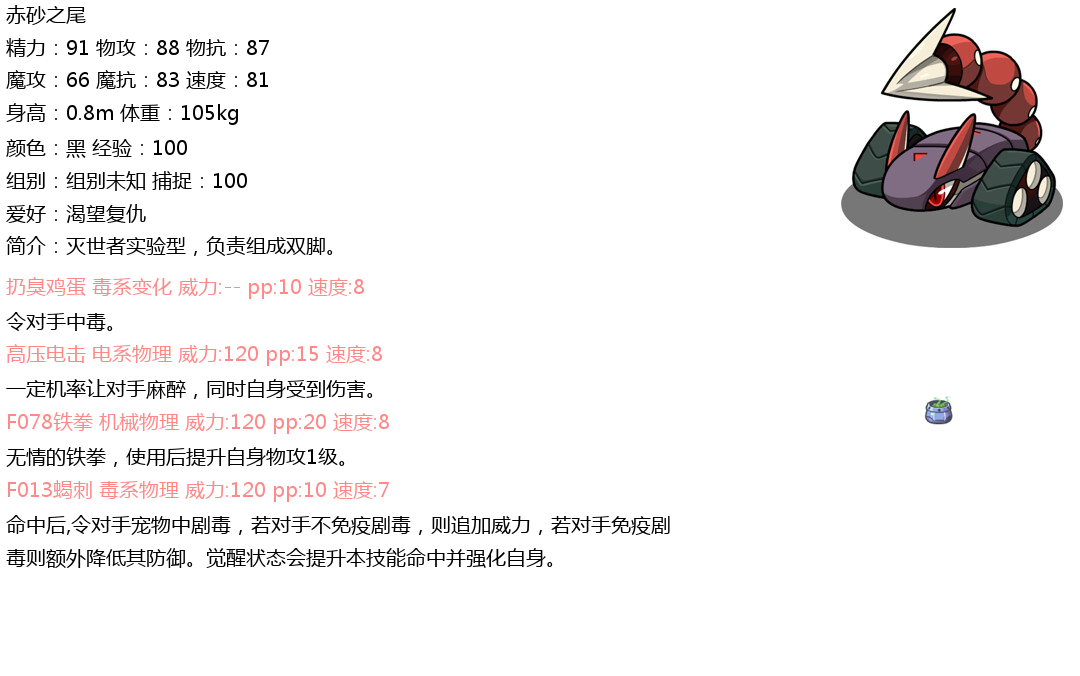 赤砂之尾
精力：91 物攻：88 物抗：87
魔攻：66 魔抗：83 速度：81
身高：0.8m 体重：105kg
颜色：黑 经验：100
组别：组别未知 捕捉：100
爱好：渴望复仇
简介：灭世者实验型，负责组成双脚。
扔臭鸡蛋 毒系变化 威力:-- pp:10 速度:8
令对手中毒。
高压电击 电系物理 威力:120 pp:15 速度:8
一定机率让对手麻醉，同时自身受到伤害。
F078铁拳 机械物理 威力:120 pp:20 速度:8
无情的铁拳，使用后提升自身物攻1级。
F013蝎刺 毒系物理 威力:120 pp:10 速度:7
命中后,令对手宠物中剧毒，若对手不免疫剧毒，则追加威力，若对手免疫剧
毒则额外降低其防御。觉醒状态会提升本技能命中并强化自身。